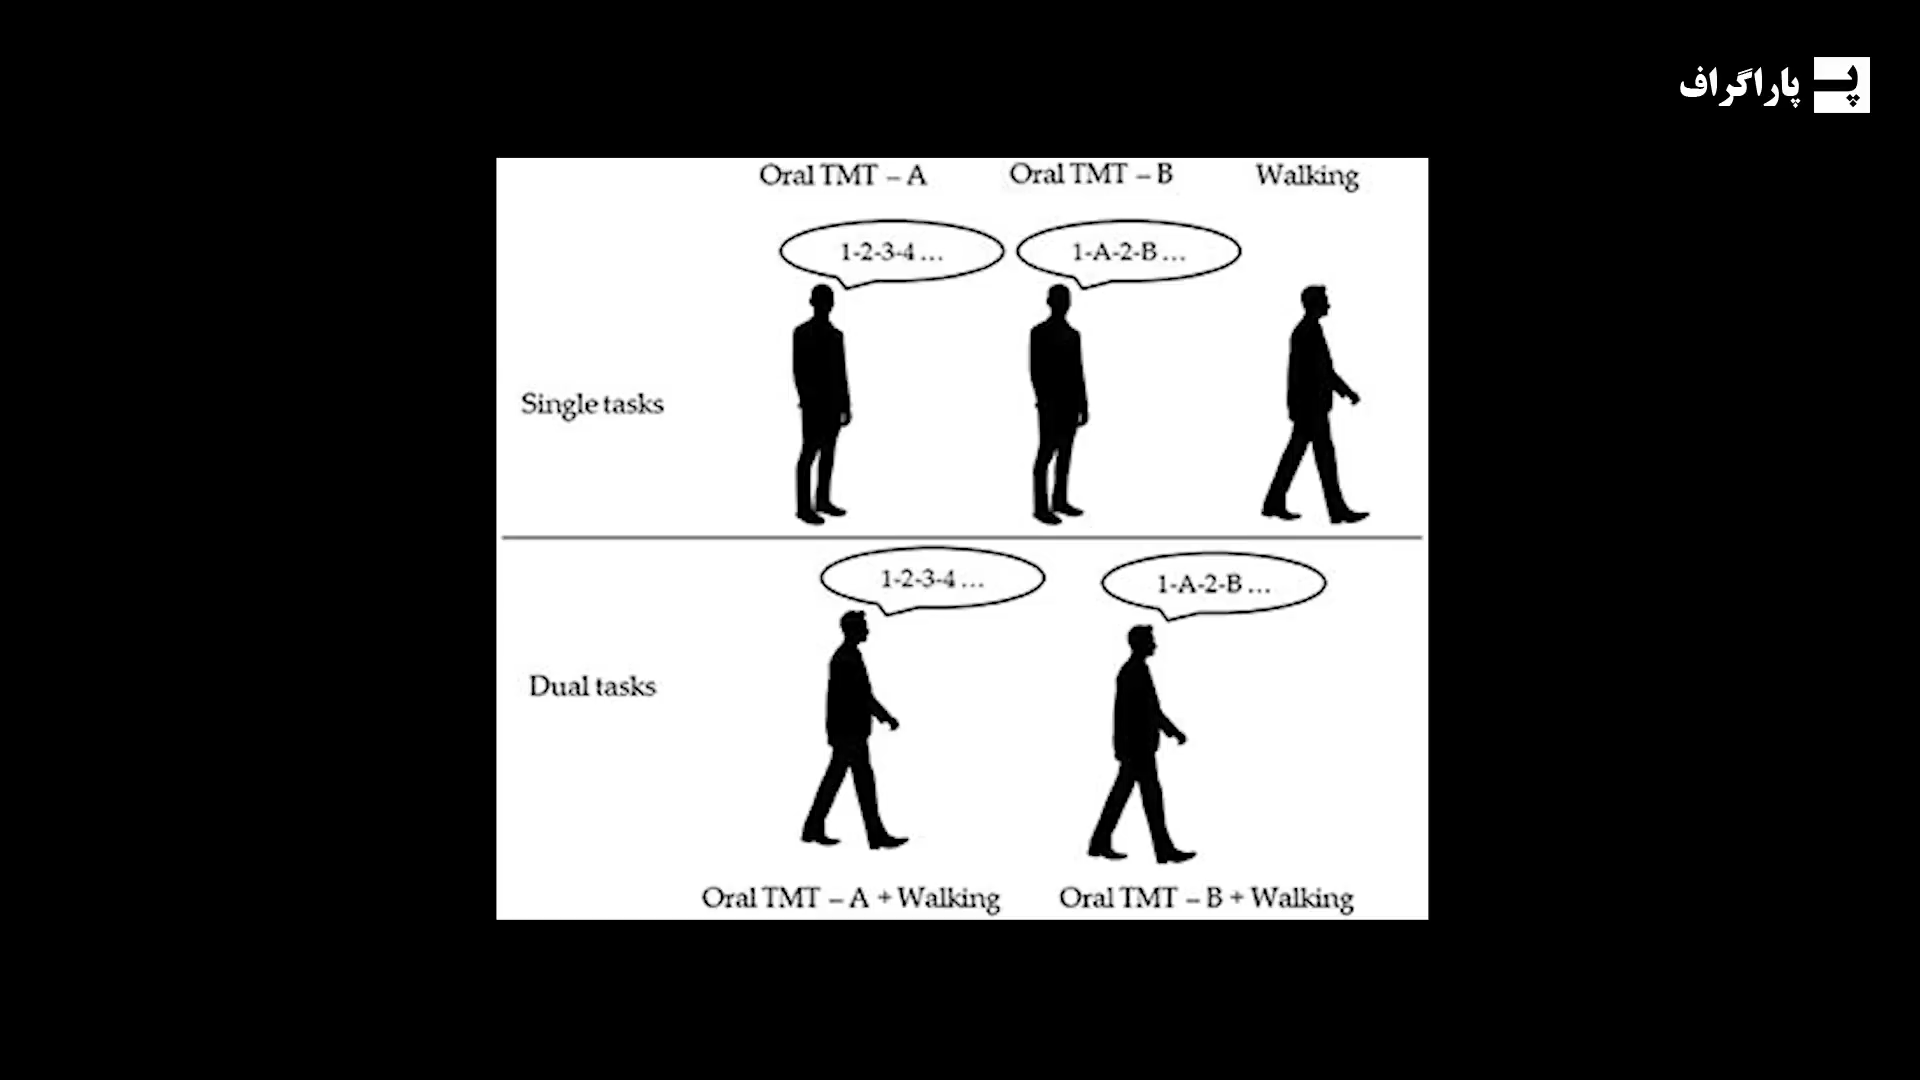 پاراگراف
Oral TMT – A
Oral TMT – B
Walking
1-2-3-4 …
1-A-2-B …
Single tasks
1-2-3-4 …
1-A-2-B …
Dual tasks
Oral TMT – A + Walking
Oral TMT – B + Walking